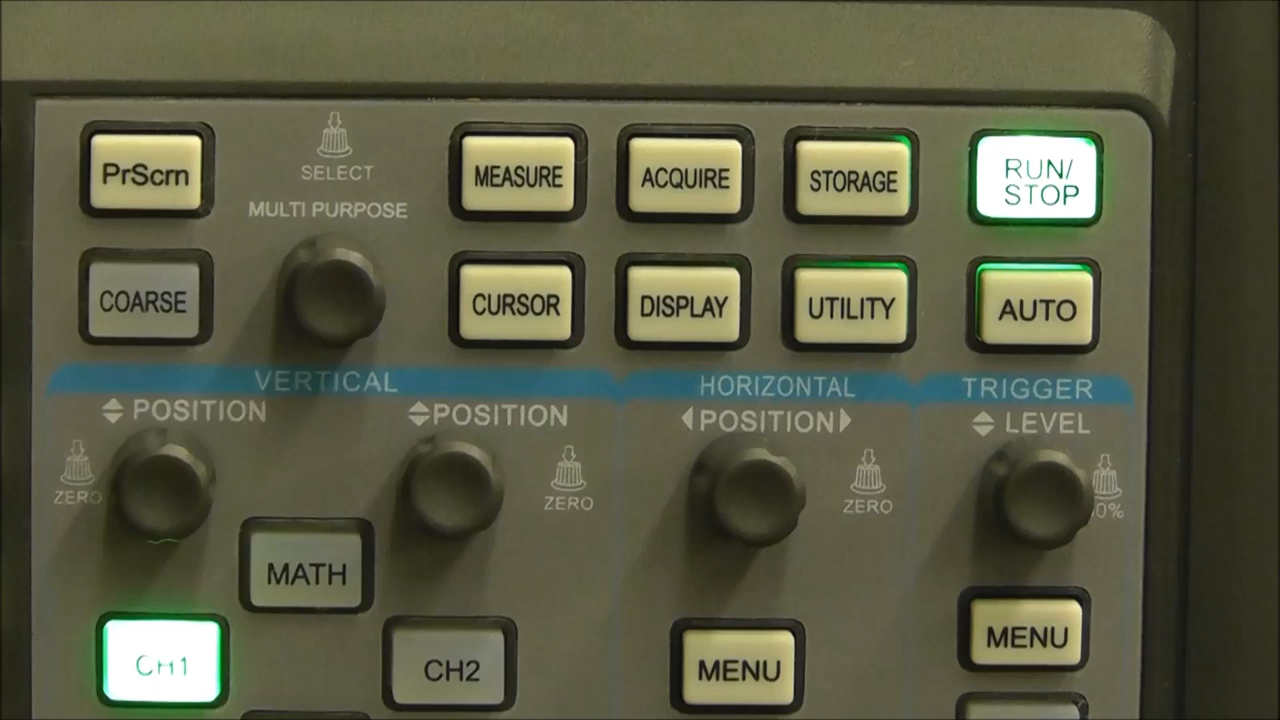 PrScrn
SELECT
MULTI PURPOSE
MEASURE
ACQUIRE
STORAGE
RUN/
STOP
COARSE
CURSOR
DISPLAY
UTILITY
AUTO
VERTICAL
HORIZONTAL
TRIGGER
POSITION
POSITION
POSITION
LEVEL
ZERO
ZERO
ZERO
MATH
CH1
CH2
MENU
MENU